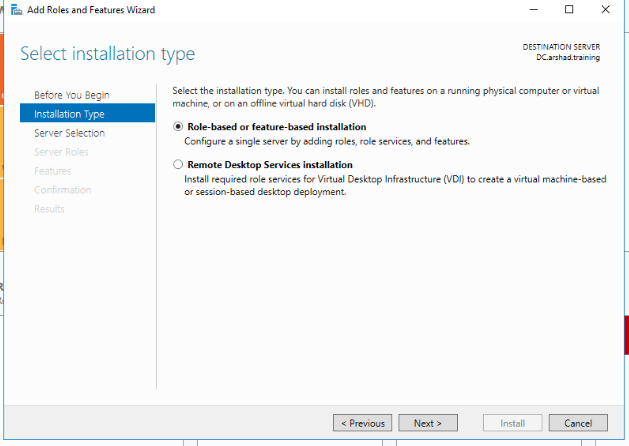 Add Roles and Features Wizard
Select installation type
DESTINATION SERVER
DC.arshad.training
Before You Begin
Installation Type
Server Selection
Server Roles
Features
Confirmation
Results
Select the installation type. You can install roles and features on a running physical computer or virtual
machine, or on an offline virtual hard disk (VHD).
Role-based or feature-based installation
Configure a single server by adding roles, role services, and features.
Remote Desktop Services installation
Install required role services for Virtual Desktop Infrastructure (VDI) to create a virtual machine-based
or session-based desktop deployment.
< Previous
Next >
Install
Cancel